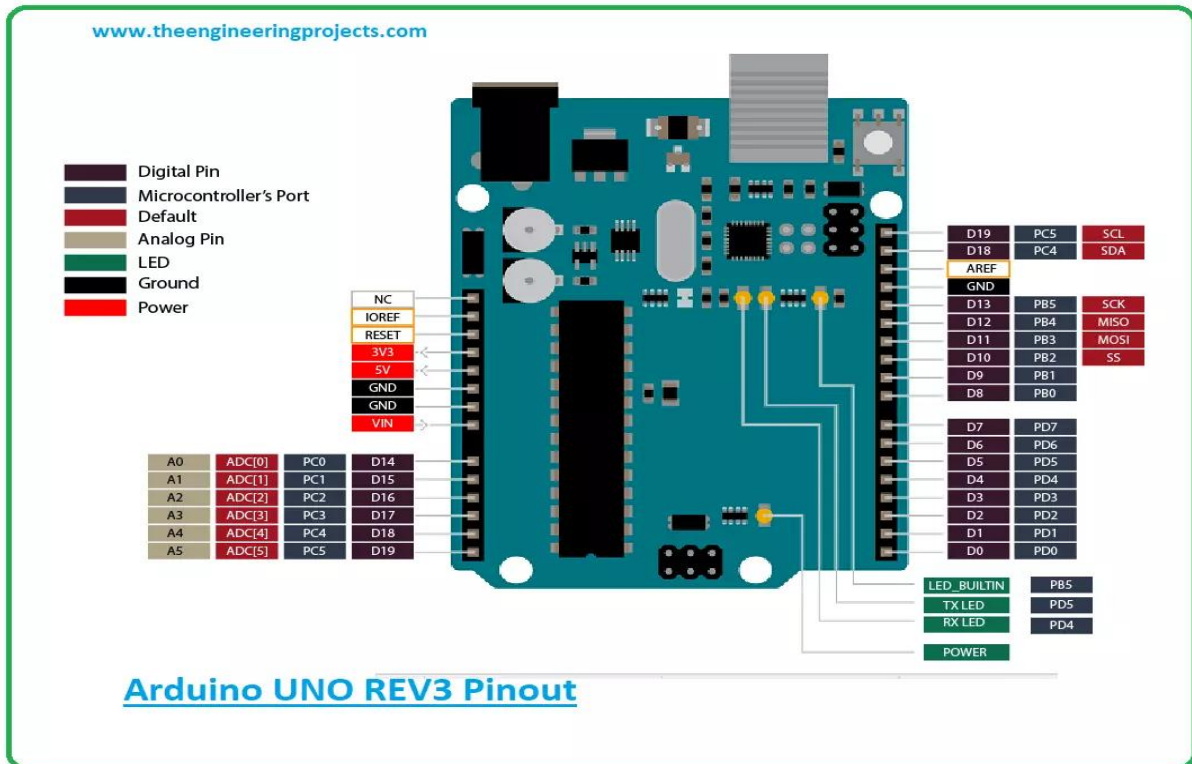 www.theengineeringprojects.com
Digital Pin
Microcontroller's Port
Default
Analog Pin
LED
Ground
Power
NC
IOREF
RESET
3V3
5V
GND
GND
VIN
A0 ADC[0] PC0 D14
A1 ADC[1] PC1 D15
A2 ADC[2] PC2 D16
A3 ADC[3] PC3 D17
A4 ADC[4] PC4 D18
A5 ADC[5] PC5 D19
D19 PC5 SCL
D18 PC4 SDA
AREF
GND
D13 PB5 SCK
D12 PB4 MISO
D11 PB3 MOSI
D10 PB2 SS
D9 PB1
D8 PB0
D7 PD7
D6 PD6
D5 PD5
D4 PD4
D3 PD3
D2 PD2
D1 PD1
D0 PD0
LED_BUILTIN PB5
TX LED PD5
RX LED PD4
POWER
Arduino UNO REV3 Pinout